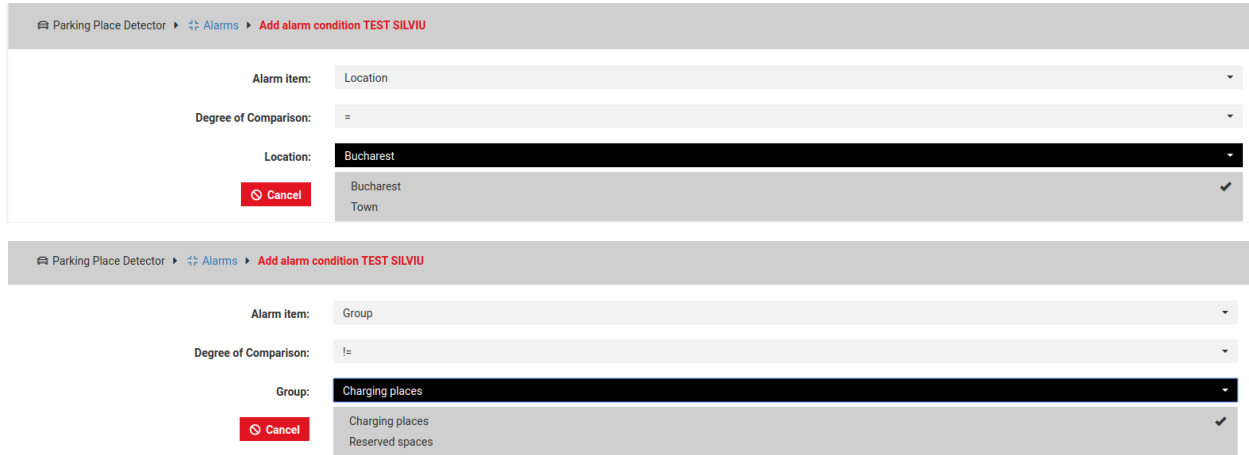 Parking Place Detector Alarms Add alarm condition TEST SILVIU
Alarm item: Location
Degree of Comparison: =
Location: Bucharest
Cancel Bucharest
Town
Parking Place Detector Alarms Add alarm condition TEST SILVIU
Alarm item: Group
Degree of Comparison: !=
Group: Charging places
Cancel Charging places
Reserved spaces